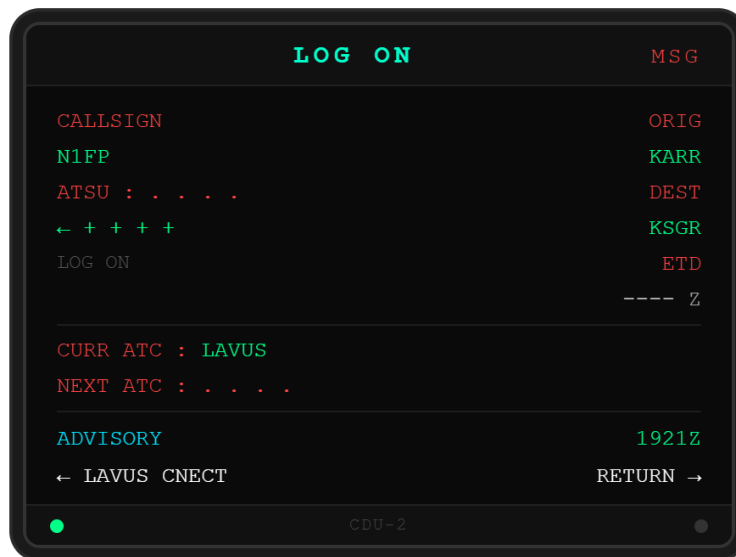 LOG ON MSG
CALLSIGN ORIG
N1FP KARR
ATSU : . . . . DEST
← + + + + KSGR
LOG ON ETD
---- Z
CURR ATC : LAVUS
NEXT ATC : . . . .
ADVISORY 1921Z
← LAVUS CNECT RETURN →
CDU-2